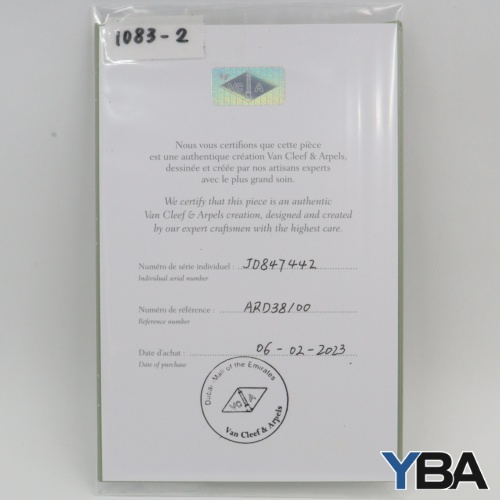 1083-2
VCA
Nous vous certifions que cette pièce
est une authentique création Van Cleef & Arpels,
dessinée et créée par nos artisans experts
avec le plus grand soin.
We certify that this piece is an authentic
Van Cleef & Arpels creation, designed and created
by our expert craftsmen with the highest care.
Numéro de série individuel : JD847442
Individual serial number
Numéro de référence : ARD38100
Reference number
Date d'achat : 06-02-2023
Date of purchase
Dubai-Mall of the Emirates
VCA
Van Cleef & Arpels
YBA